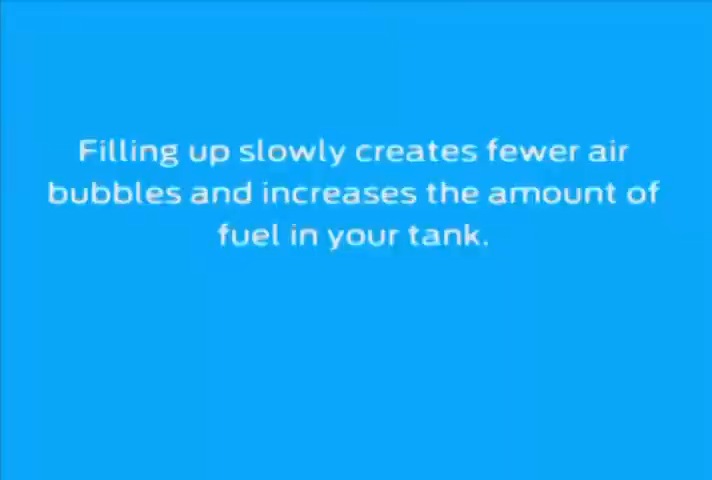 Filling up slowly creates fewer air
bubbles and increases the amount of
fuel in your tank.